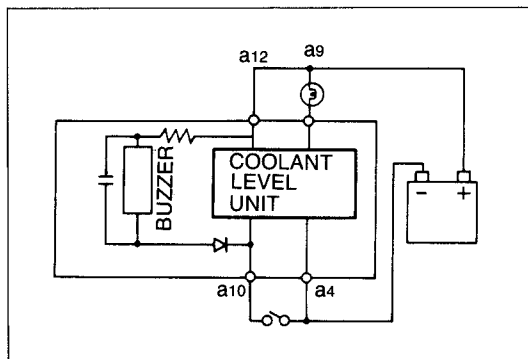 a12 a9
COOLANT
LEVEL
UNIT
BUZZER
- +
a10 a4